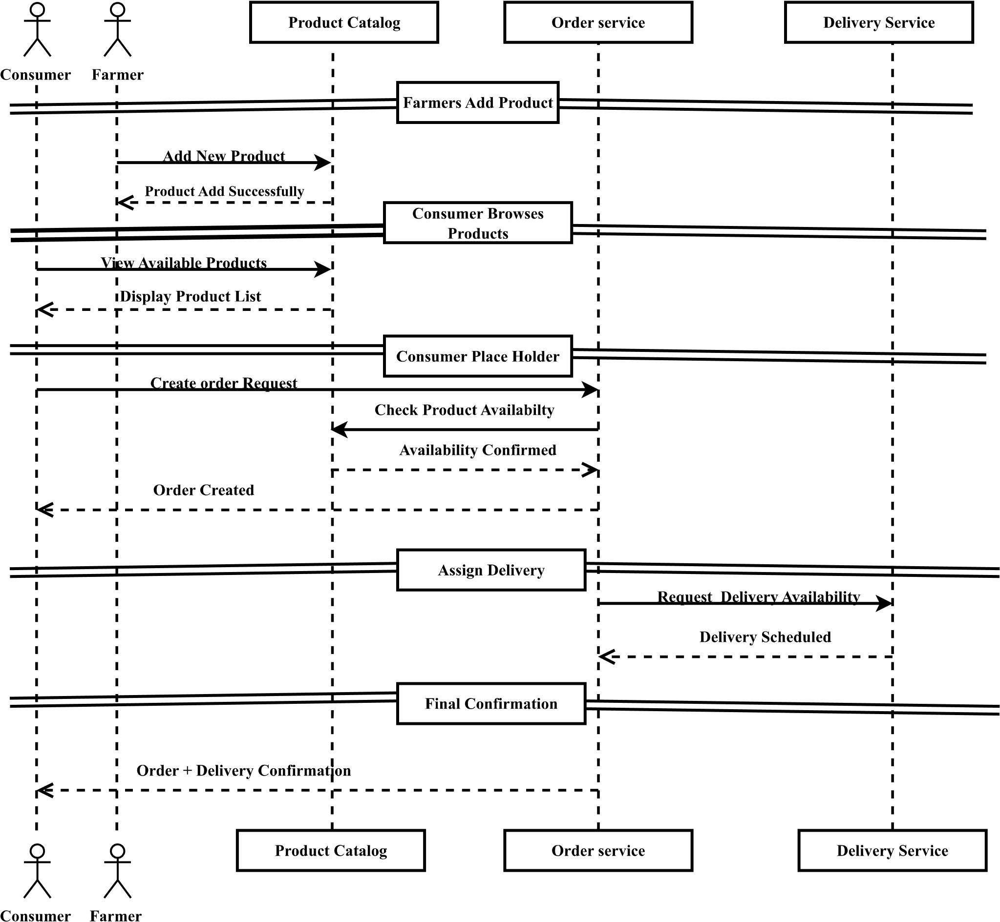 Product Catalog
Order service
Delivery Service
Consumer
Farmer
Farmers Add Product
Add New Product
Product Add Successfully
Consumer Browses
Products
View Available Products
Display Product List
Consumer Place Holder
Create order Request
Check Product Availabilty
Availability Confirmed
Order Created
Assign Delivery
Request  Delivery Availability
Delivery Scheduled
Final Confirmation
Order + Delivery Confirmation
Product Catalog
Order service
Delivery Service
Consumer
Farmer